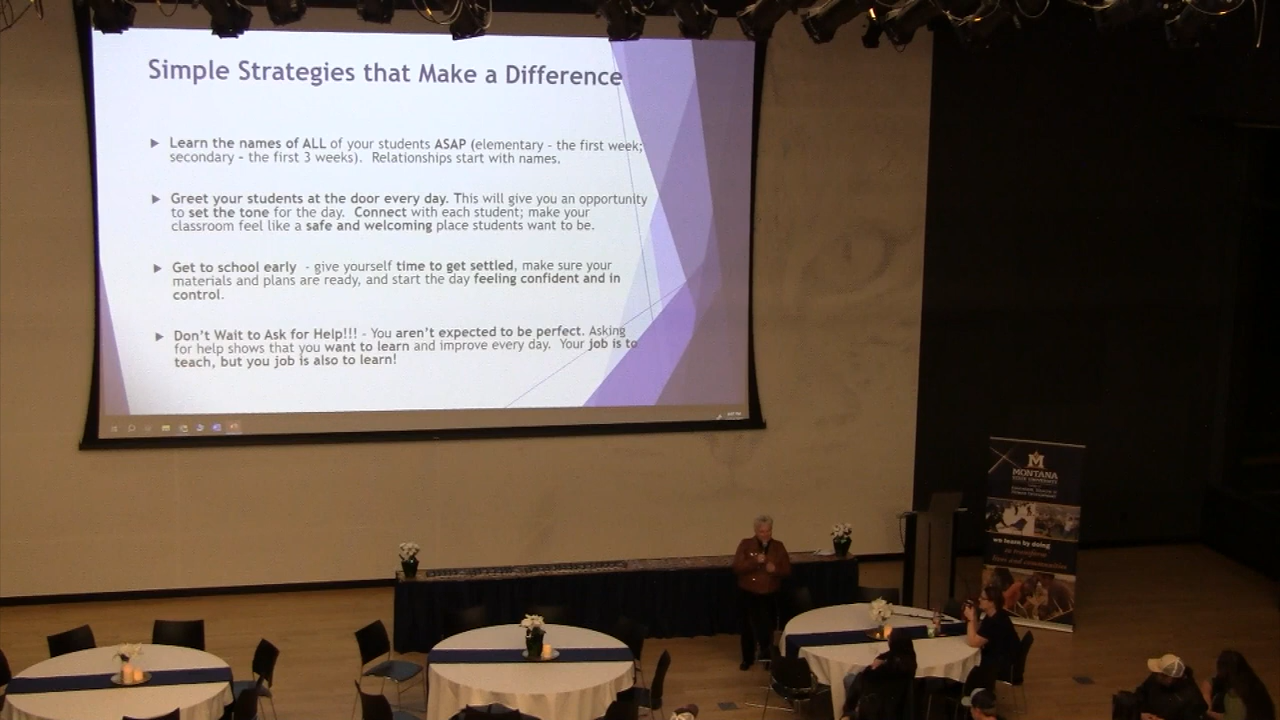 Simple Strategies that Make a Difference
Learn the names of ALL of your students ASAP (elementary - the first week;
secondary - the first 3 weeks). Relationships start with names.
Greet your students at the door every day. This will give you an opportunity
to set the tone for the day. Connect with each student; make your
classroom feel like a safe and welcoming place students want to be.
Get to school early - give yourself time to get settled, make sure your
materials and plans are ready, and start the day feeling confident and in
control.
Don't Wait to Ask for Help!!! - You aren't expected to be perfect. Asking
for help shows that you want to learn and improve every day. Your job is to
teach, but you job is also to learn!
M
MONTANA
STATE UNIVERSITY
we learn by doing
to transform
lives and communities